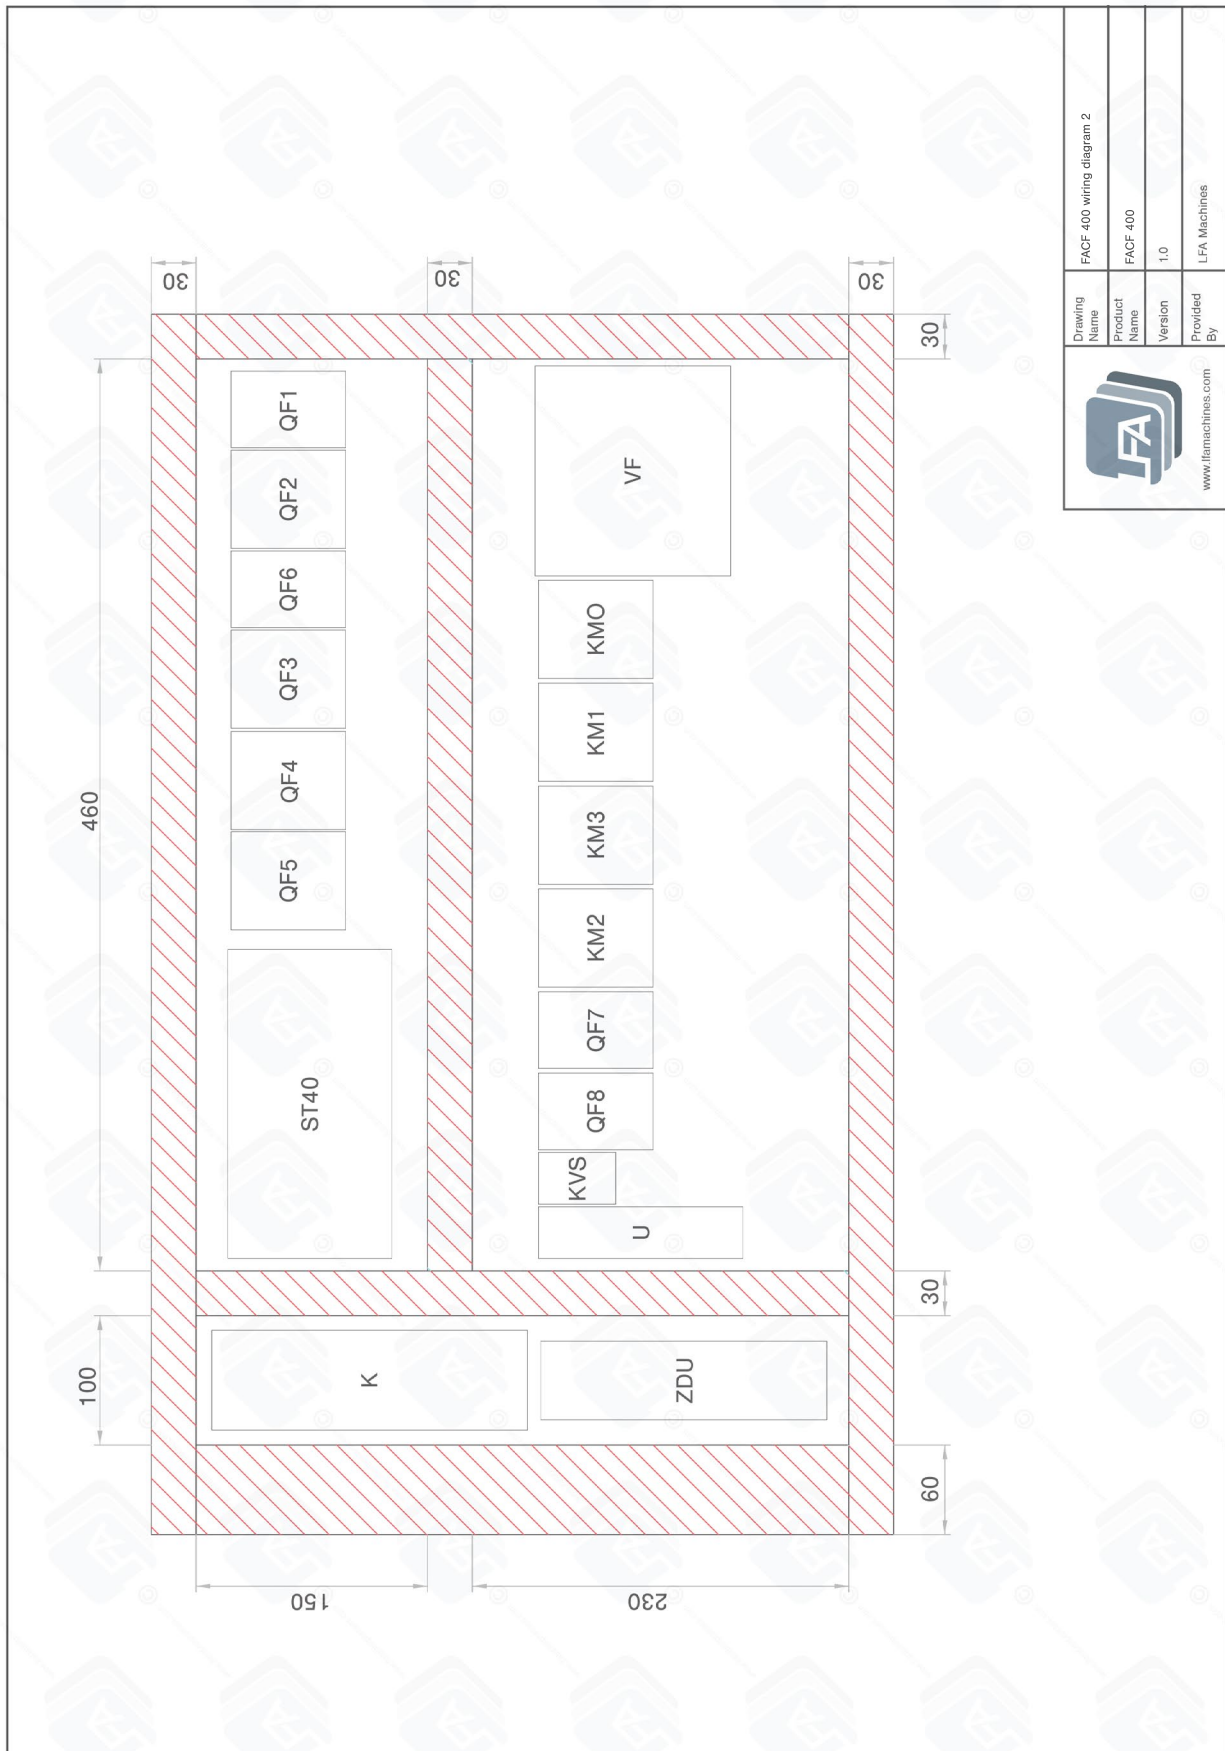 100
460
30
150
K
ST40
QF5
QF4
QF3
QF6
QF2
QF1
30
230
ZDU
U
KVS
QF8
QF7
KM2
KM3
KM1
KMO
VF
30
60
30
30
LFA
www.lfamachines.com
Drawing Name
FACF 400 wiring diagram 2
Product Name
FACF 400
Version
1.0
Provided By
LFA Machines